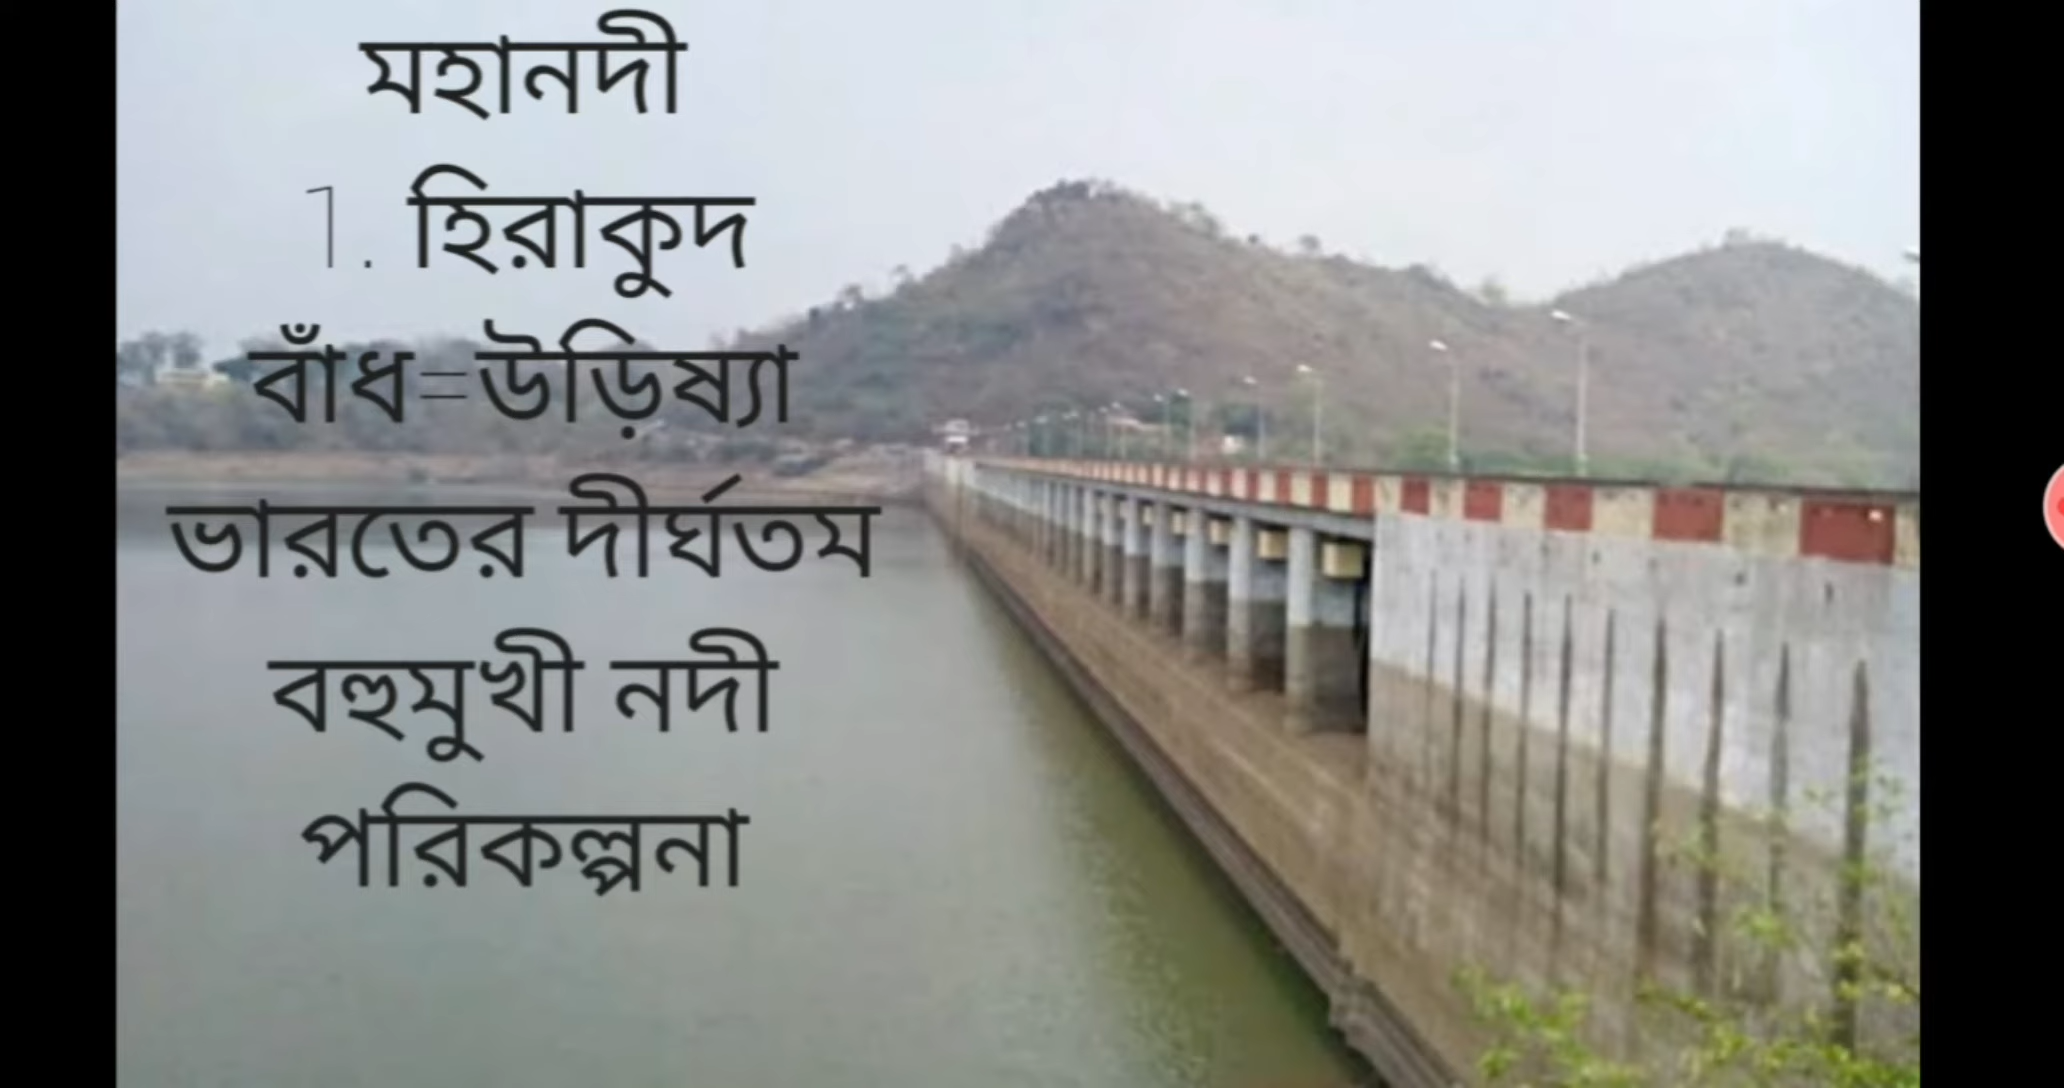 মহানদী
1. হিরাকুদ
বাঁধ=উড়িষ্যা
ভারতের দীর্ঘতম
বহুমুখী নদী
পরিকল্পনা